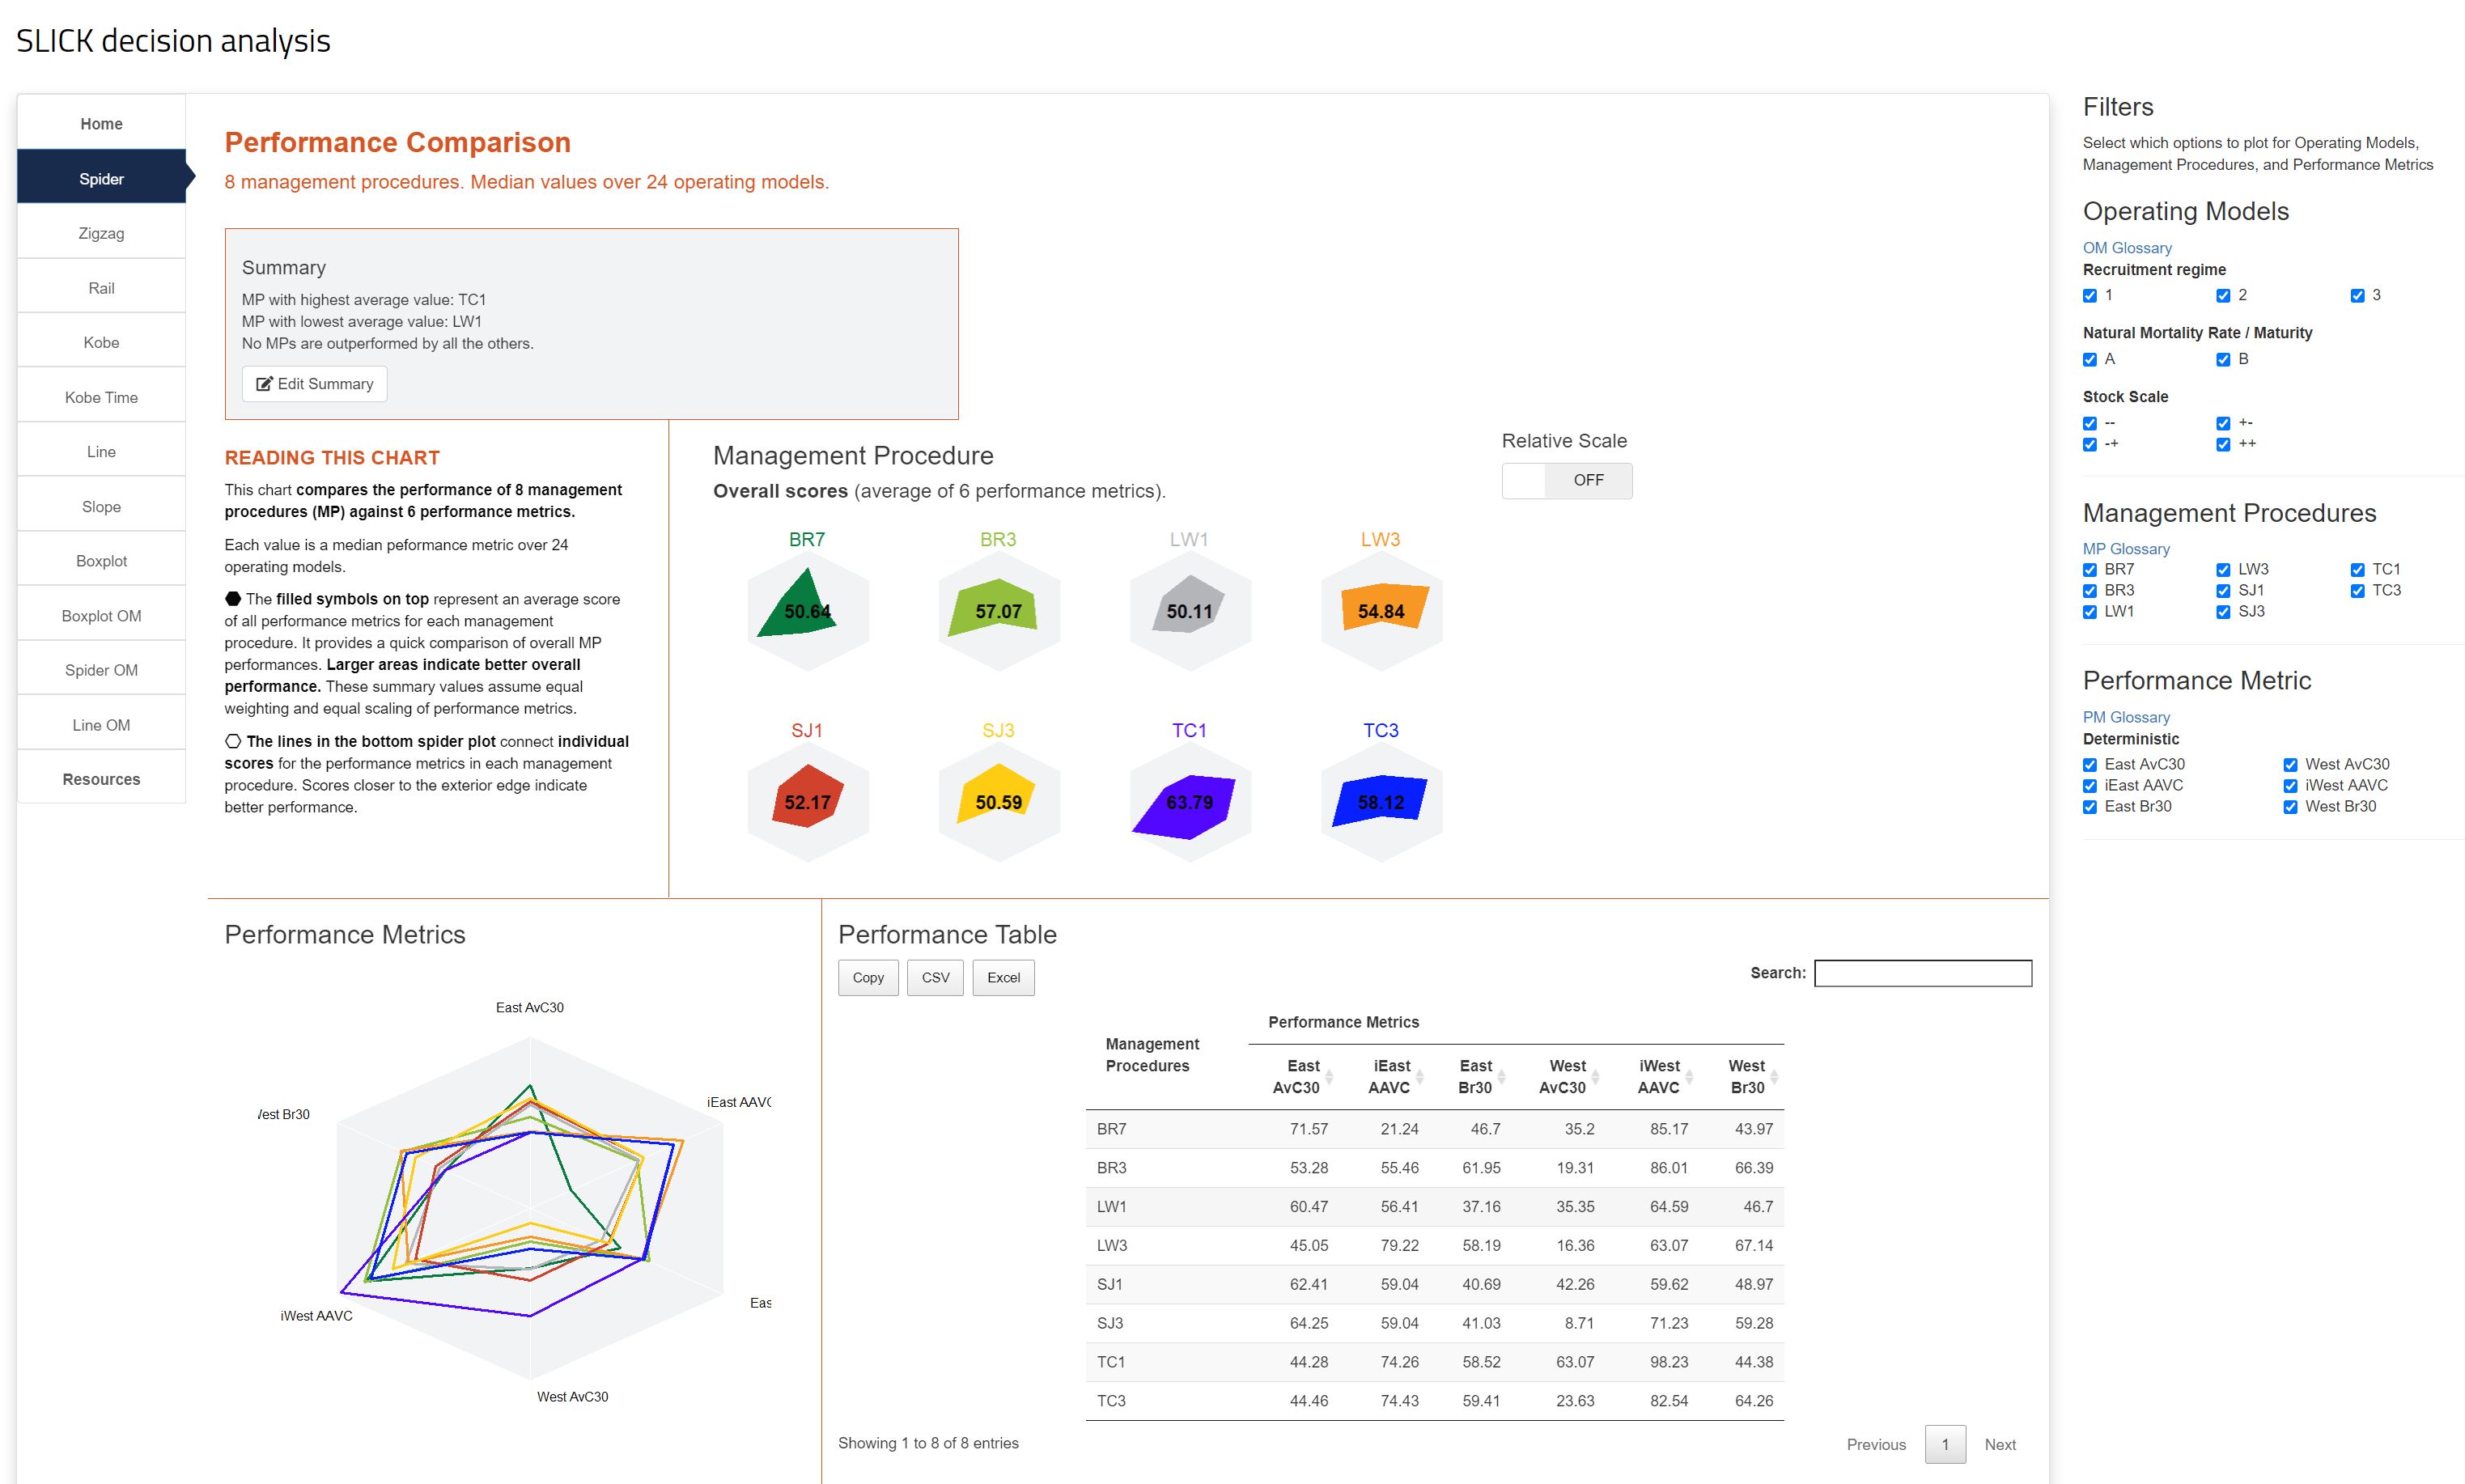 SLICK decision analysis
Home
Spider
Zigzag
Rail
Kobe
Kobe Time
Line
Slope
Boxplot
Boxplot OM
Spider OM
Line OM
Resources
Performance Comparison
8 management procedures. Median values over 24 operating models.
Summary
MP with highest average value: TC1
MP with lowest average value: LW1
No MPs are outperformed by all the others.
Edit Summary
READING THIS CHART
This chart compares the performance of 8 management
procedures (MP) against 6 performance metrics.
Each value is a median peformance metric over 24
operating models.
The filled symbols on top represent an average score
of all performance metrics for each management
procedure. It provides a quick comparison of overall MP
performances. Larger areas indicate better overall
performance. These summary values assume equal
weighting and equal scaling of performance metrics.
The lines in the bottom spider plot connect individual
scores for the performance metrics in each management
procedure. Scores closer to the exterior edge indicate
better performance.
Management Procedure
Overall scores (average of 6 performance metrics).
Relative Scale
OFF
BR7 BR3 LW1 LW3
50.64 57.07 50.11 54.84
SJ1 SJ3 TC1 TC3
52.17 50.59 63.79 58.12
Performance Metrics
East AvC30
iEast AAVC
Eas
West AvC30
iWest AAVC
West Br30
Performance Table
Copy CSV Excel
Search:
Performance Metrics
Management
Procedures
East iEast East West iWest West
AvC30 AAVC Br30 AvC30 AAVC Br30
BR7 71.57 21.24 46.7 35.2 85.17 43.97
BR3 53.28 55.46 61.95 19.31 86.01 66.39
LW1 60.47 56.41 37.16 35.35 64.59 46.7
LW3 45.05 79.22 58.19 16.36 63.07 67.14
SJ1 62.41 59.04 40.69 42.26 59.62 48.97
SJ3 64.25 59.04 41.03 8.71 71.23 59.28
TC1 44.28 74.26 58.52 63.07 98.23 44.38
TC3 44.46 74.43 59.41 23.63 82.54 64.26
Showing 1 to 8 of 8 entries
Previous 1 Next
Filters
Select which options to plot for Operating Models,
Management Procedures, and Performance Metrics
Operating Models
OM Glossary
Recruitment regime
1 2 3
Natural Mortality Rate / Maturity
A B
Stock Scale
-- +-
-+ ++
Management Procedures
MP Glossary
BR7 LW3 TC1
BR3 SJ1 TC3
LW1 SJ3
Performance Metric
PM Glossary
Deterministic
East AvC30 West AvC30
iEast AAVC iWest AAVC
East Br30 West Br30